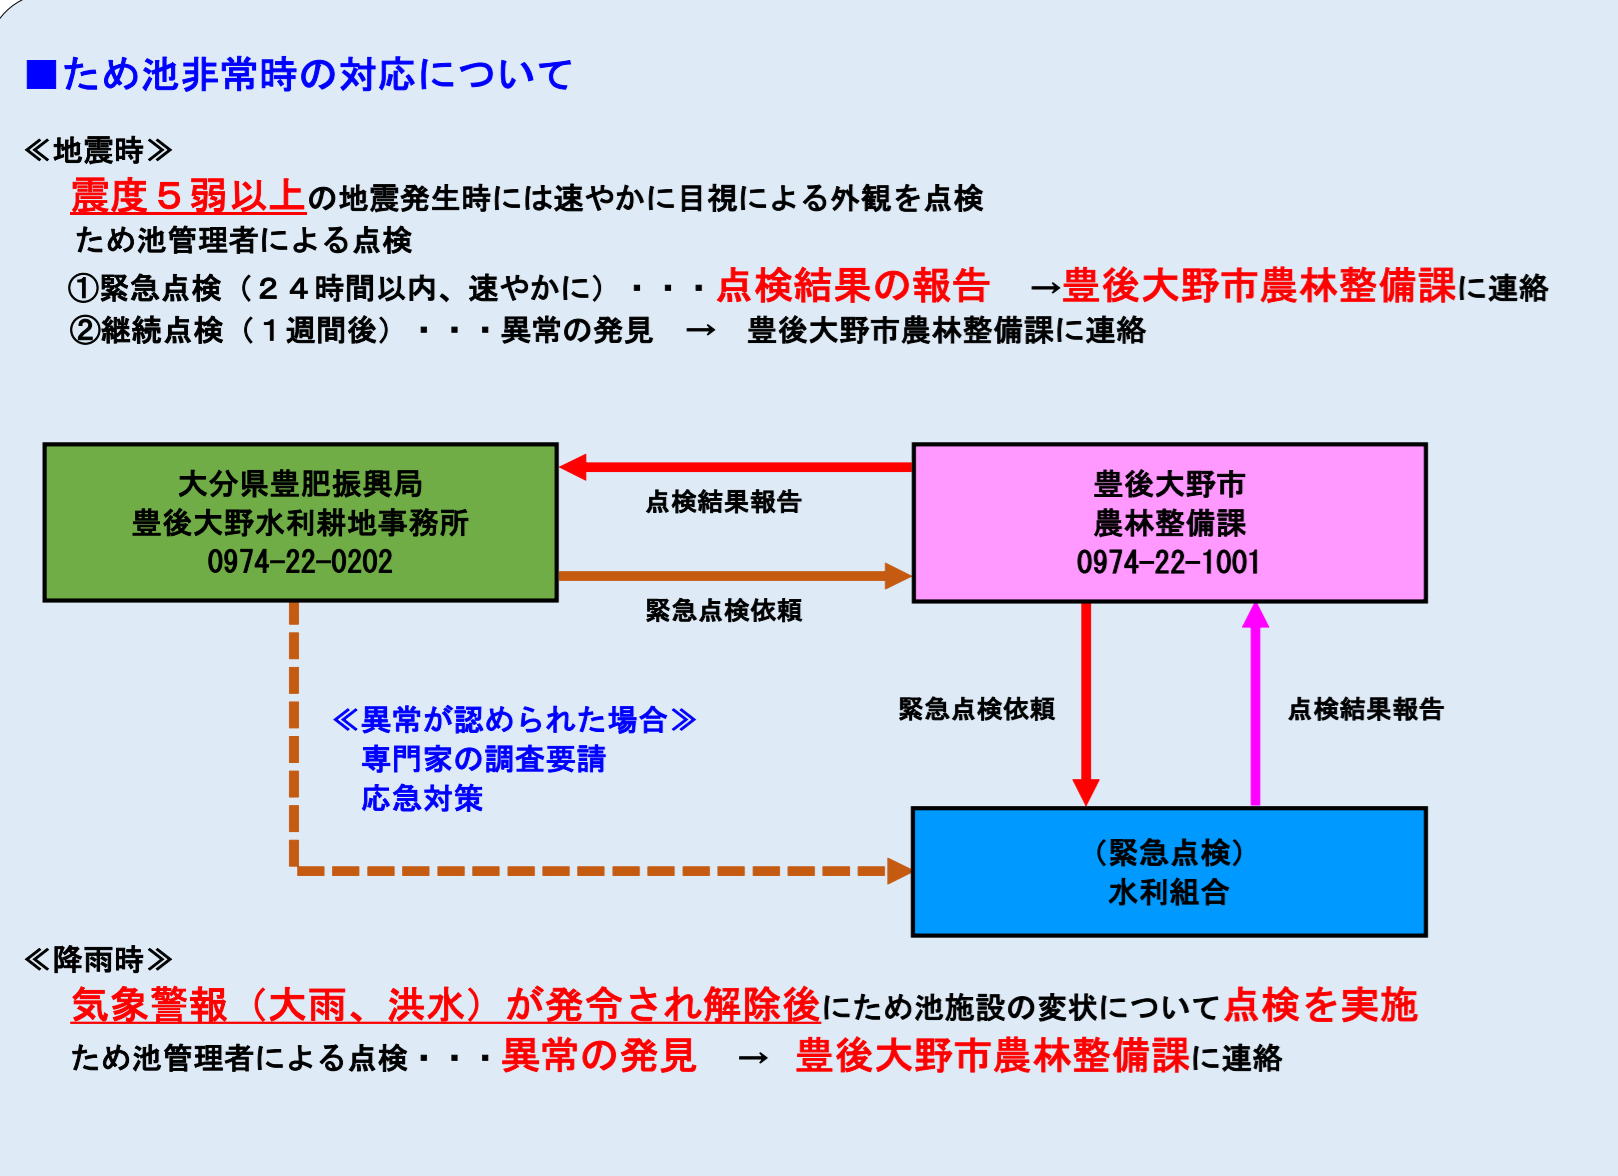 ■ため池非常時の対応について
≪地震時≫
震度５弱以上の地震発生時には速やかに目視による外観を点検
ため池管理者による点検
①緊急点検（２４時間以内、速やかに）・・・点検結果の報告　→豊後大野市農林整備課に連絡
②継続点検（１週間後）・・・異常の発見　→　豊後大野市農林整備課に連絡
大分県豊肥振興局
豊後大野水利耕地事務所
0974-22-0202
点検結果報告
緊急点検依頼
豊後大野市
農林整備課
0974-22-1001
≪異常が認められた場合≫
専門家の調査要請
応急対策
緊急点検依頼
点検結果報告
（緊急点検）
水利組合
≪降雨時≫
気象警報（大雨、洪水）が発令され解除後にため池施設の変状について点検を実施
ため池管理者による点検・・・異常の発見　→　豊後大野市農林整備課に連絡